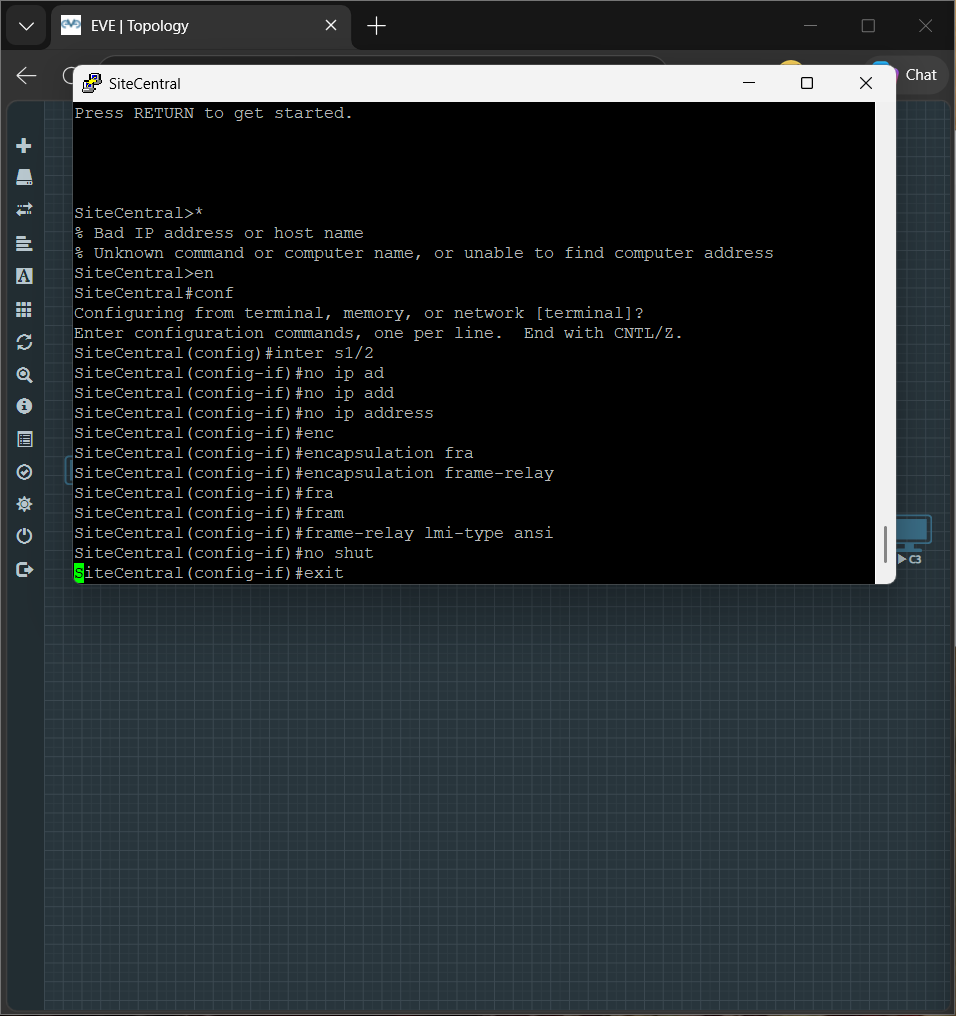 EVE | Topology
Chat
SiteCentral
Press RETURN to get started.
SiteCentral>*
% Bad IP address or host name
% Unknown command or computer name, or unable to find computer address
SiteCentral>en
SiteCentral#conf
Configuring from terminal, memory, or network [terminal]?
Enter configuration commands, one per line.  End with CNTL/Z.
SiteCentral(config)#inter s1/2
SiteCentral(config-if)#no ip ad
SiteCentral(config-if)#no ip add
SiteCentral(config-if)#no ip address
SiteCentral(config-if)#enc
SiteCentral(config-if)#encapsulation fra
SiteCentral(config-if)#encapsulation frame-relay
SiteCentral(config-if)#fra
SiteCentral(config-if)#fram
SiteCentral(config-if)#frame-relay lmi-type ansi
SiteCentral(config-if)#no shut
SiteCentral(config-if)#exit
C3